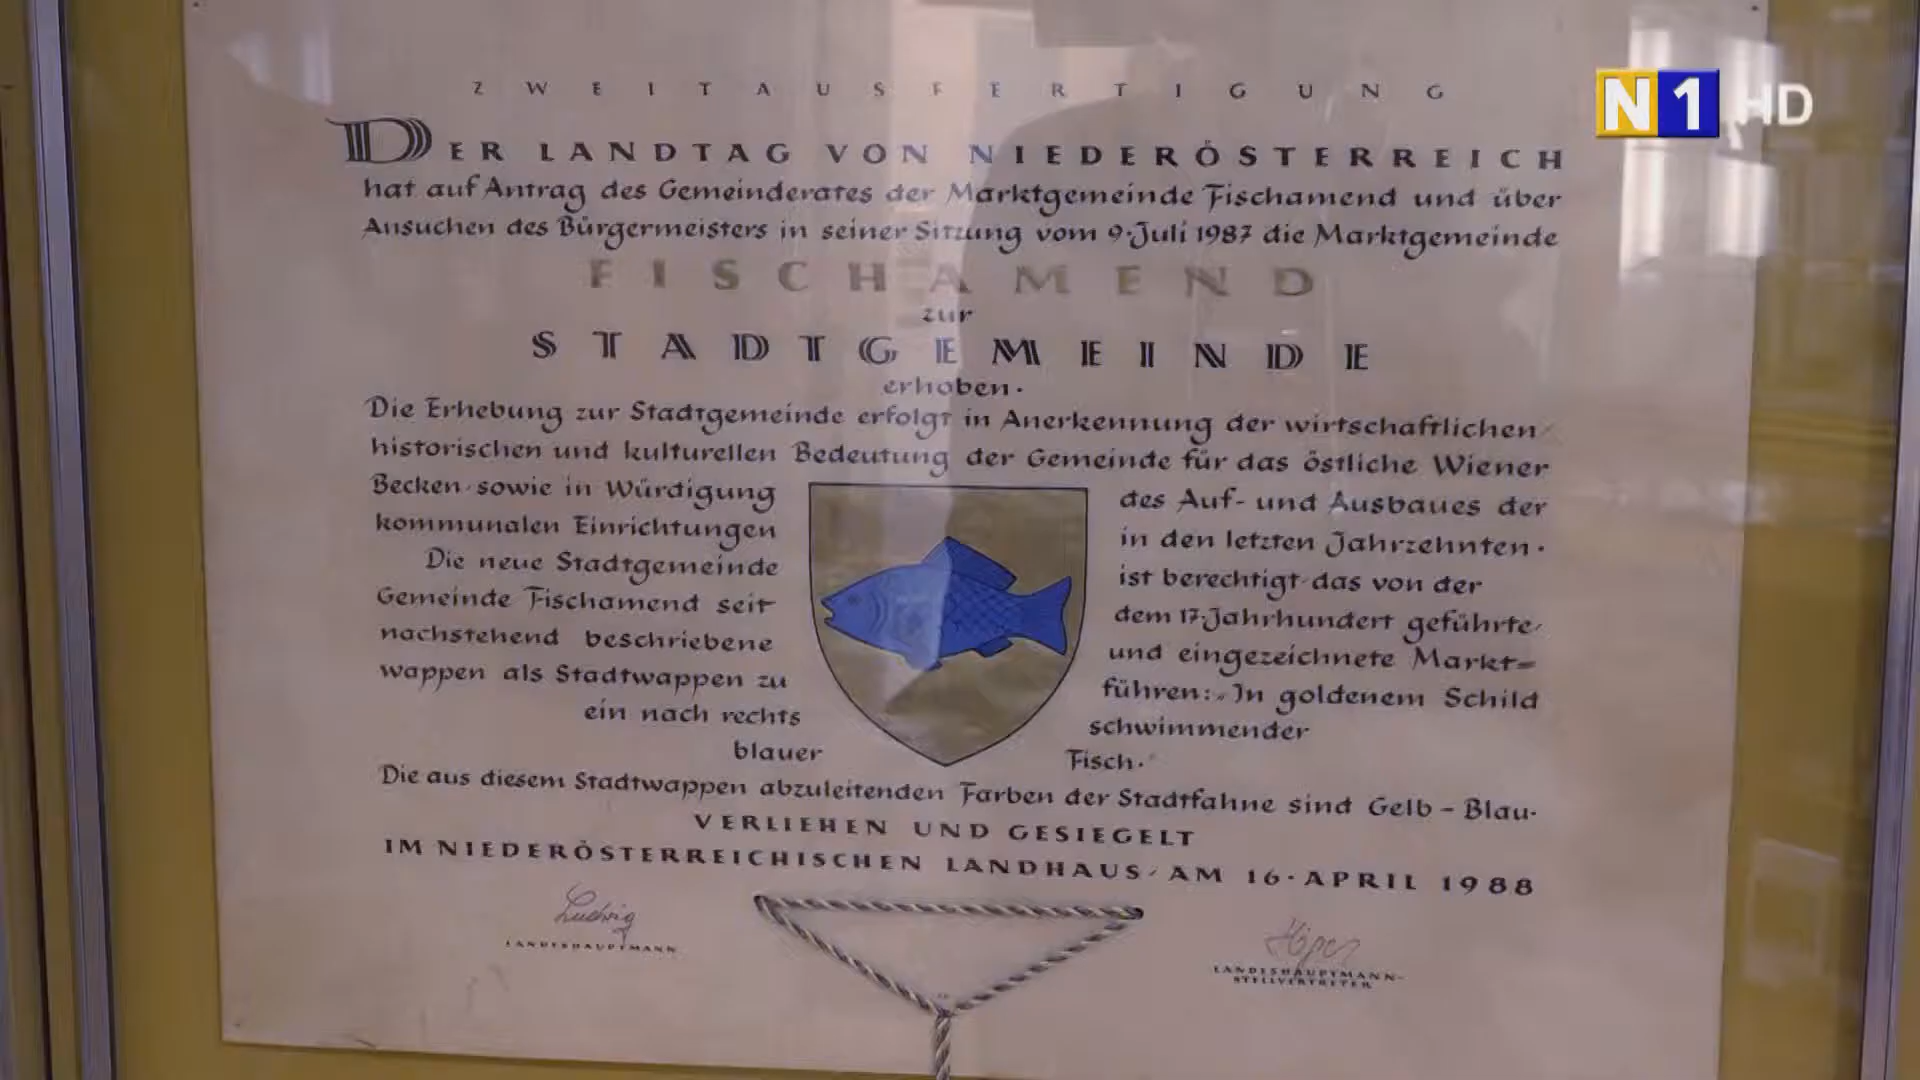 ZWEITAUSFERTIGUNG
DER LANDTAG VON NIEDERÖSTERREICH
hat auf Antrag des Gemeinderates der Marktgemeinde Fischamend und über
Ansuchen des Bürgermeisters in seiner Sitzung vom 9. Juli 1987 die Marktgemeinde
FISCHAMEND
zur
STADTGEMEINDE
erhoben.
Die Erhebung zur Stadtgemeinde erfolgt in Anerkennung der wirtschaftlichen,
historischen und kulturellen Bedeutung der Gemeinde für das östliche Wiener
Becken, sowie in Würdigung des Auf- und Ausbaues der
kommunalen Einrichtungen in den letzten Jahrzehnten.
Die neue Stadtgemeinde ist berechtigt, das von der
Gemeinde Fischamend seit dem 17. Jahrhundert geführte,
nachstehend beschriebene und eingezeichnete Markt=
wappen als Stadtwappen zu führen: „In goldenem Schild
ein nach rechts schwimmender
blauer Fisch."
Die aus diesem Stadtwappen abzuleitenden Farben der Stadtfahne sind Gelb - Blau.
VERLIEHEN UND GESIEGELT
IM NIEDERÖSTERREICHISCHEN LANDHAUS, AM 16. APRIL 1988
Ludwig
LANDESHAUPTMANN
Höger
LANDESHAUPTMANN-
STELLVERTRETER
N1 HD